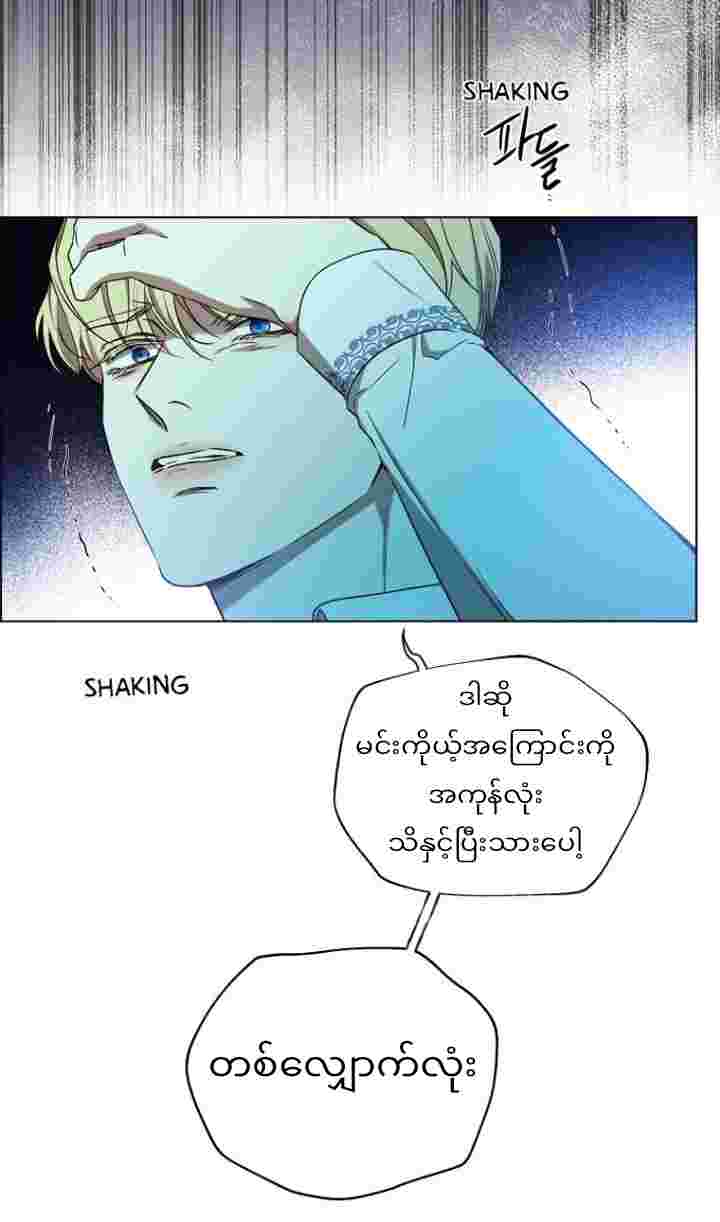 SHAKING
파들
SHAKING
ဒါဆို
မင်းကိုယ့်အကြောင်းကို
အကုန်လုံး
သိနှင့်ပြီးသားပေါ့
တစ်လျှောက်လုံး